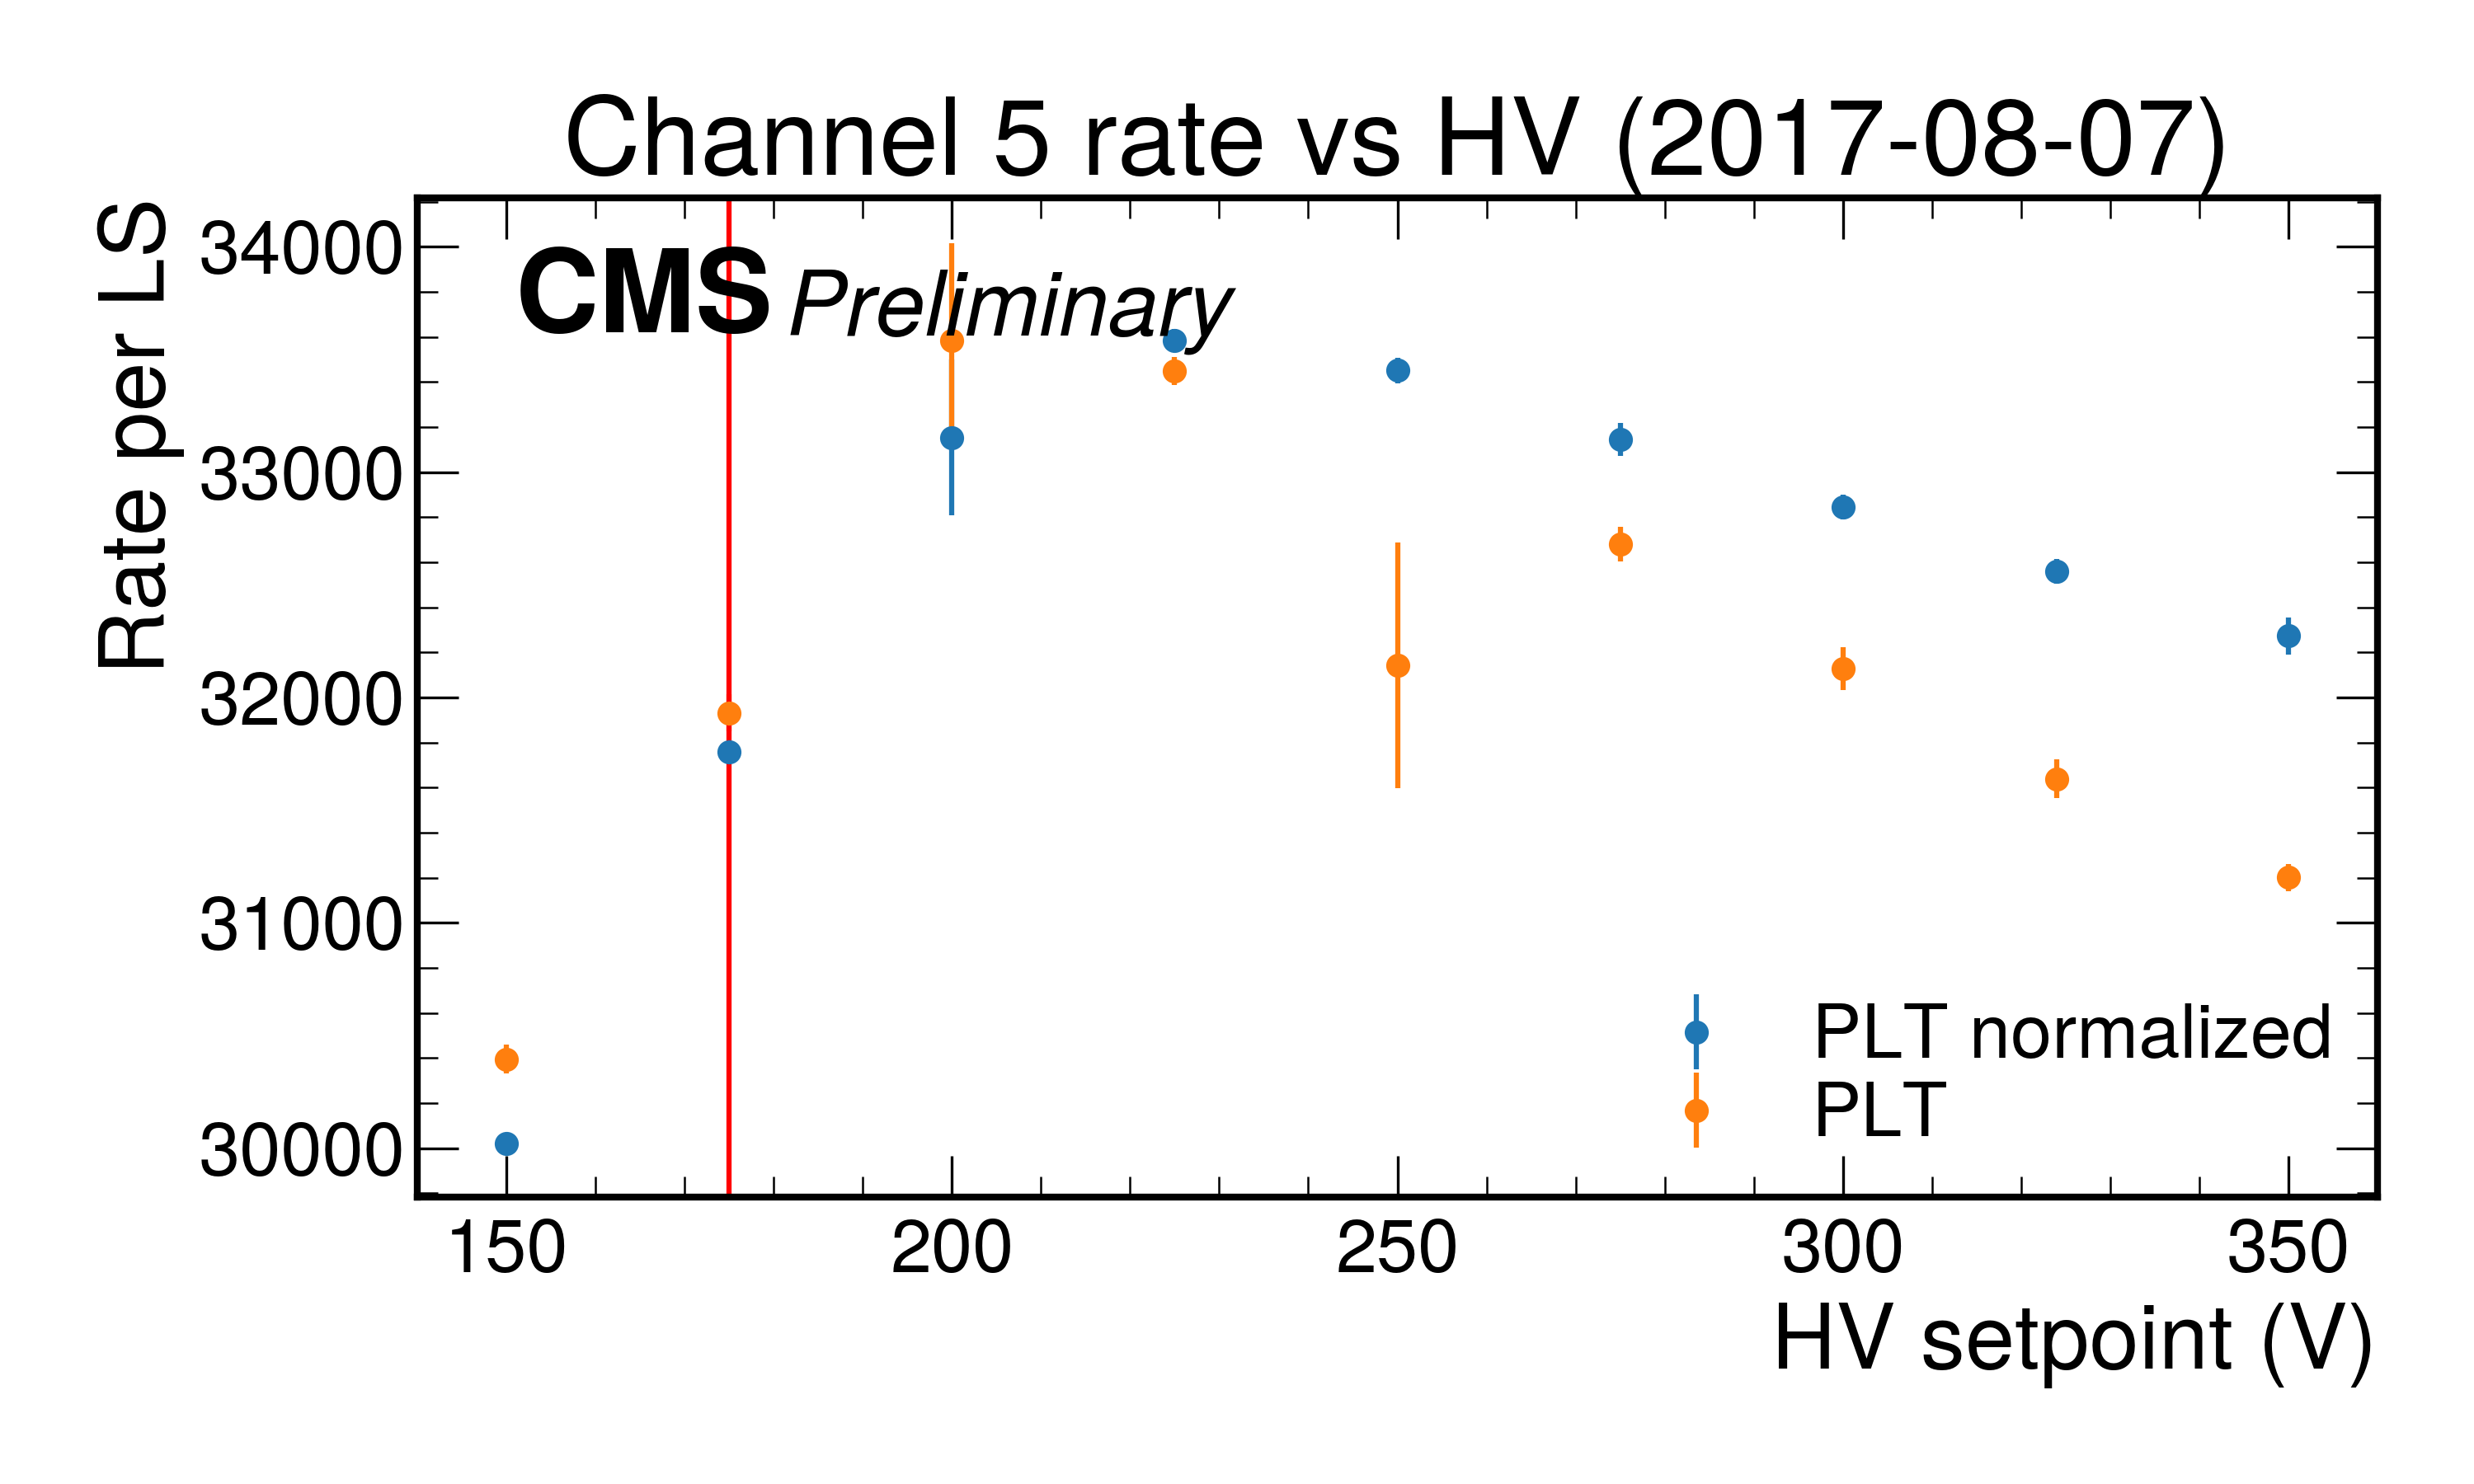 Channel 5 rate vs HV (2017-08-07)
CMS Preliminary
Rate per LS
34000
33000
32000
31000
30000
PLT normalized
PLT
150 200 250 300 350
HV setpoint (V)